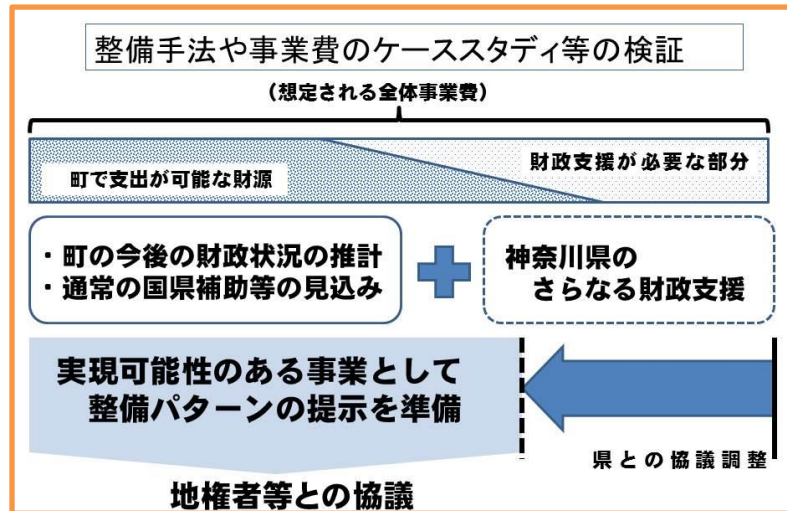 整備手法や事業費のケーススタディ等の検証
(想定される全体事業費)
財政支援が必要な部分
町で支出が可能な財源
・町の今後の財政状況の推計
・通常の国県補助等の見込み
神奈川県の
さらなる財政支援
実現可能性のある事業として
整備パターンの提示を準備
県との協議調整
地権者等との協議